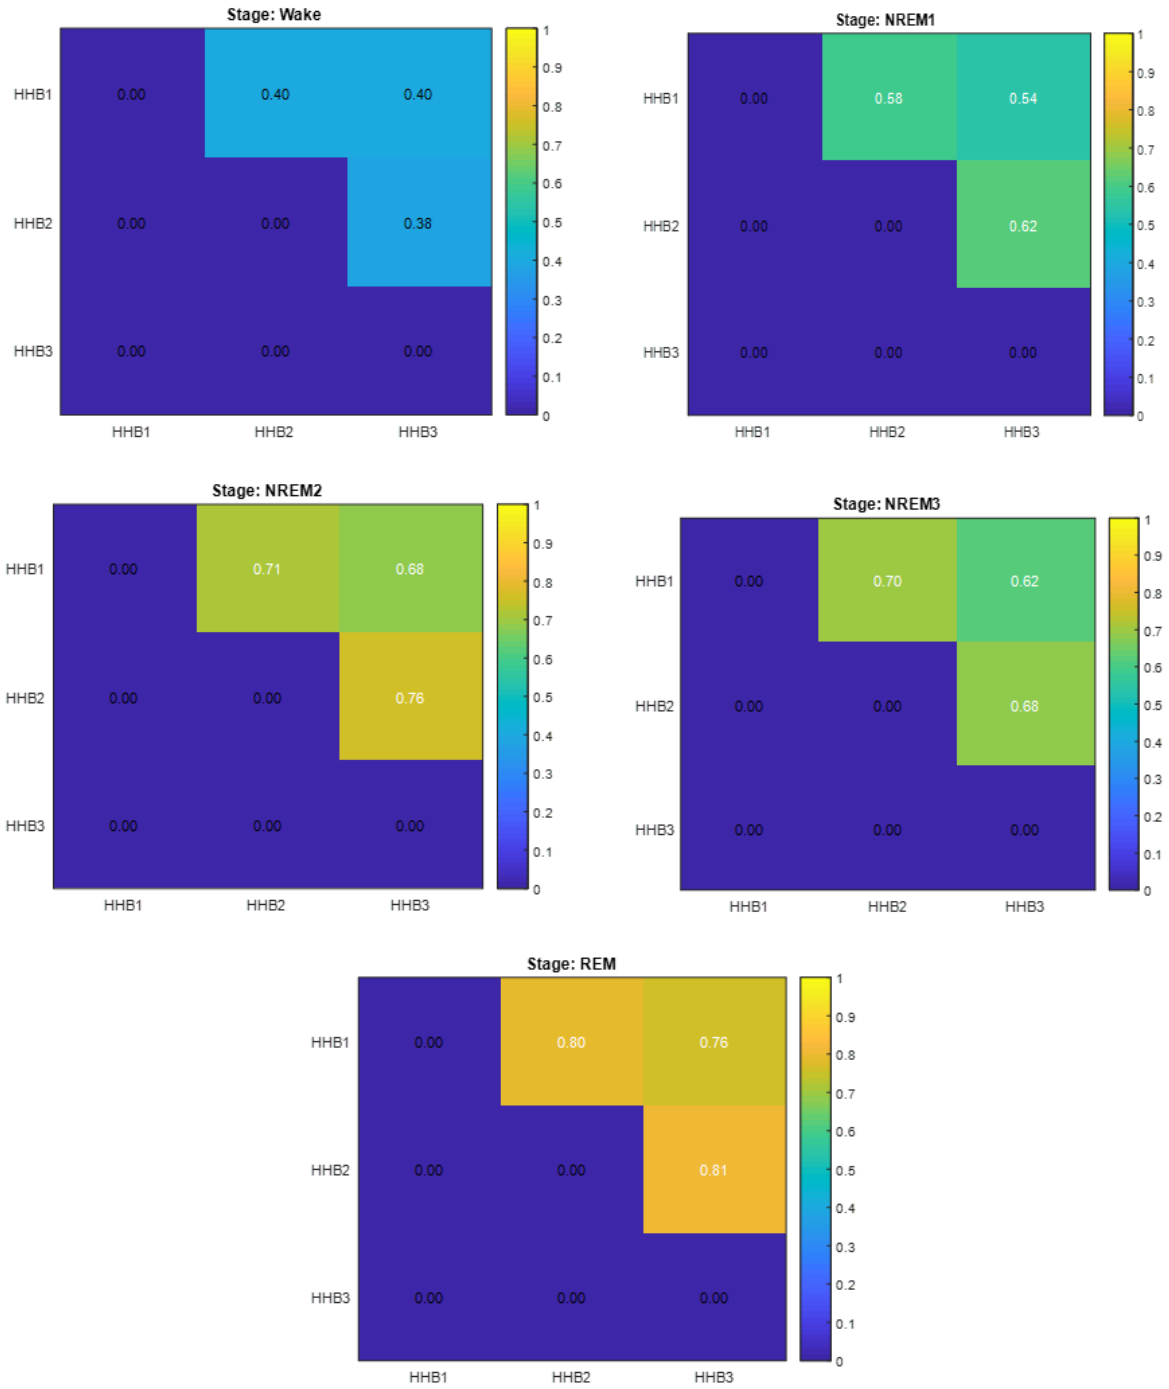 Stage: Wake
HHB1 0.00 0.40 0.40
HHB2 0.00 0.00 0.38
HHB3 0.00 0.00 0.00
HHB1 HHB2 HHB3
1
0.9
0.8
0.7
0.6
0.5
0.4
0.3
0.2
0.1
0
Stage: NREM1
HHB1 0.00 0.58 0.54
HHB2 0.00 0.00 0.62
HHB3 0.00 0.00 0.00
HHB1 HHB2 HHB3
1
0.9
0.8
0.7
0.6
0.5
0.4
0.3
0.2
0.1
0
Stage: NREM2
HHB1 0.00 0.71 0.68
HHB2 0.00 0.00 0.76
HHB3 0.00 0.00 0.00
HHB1 HHB2 HHB3
1
0.9
0.8
0.7
0.6
0.5
0.4
0.3
0.2
0.1
0
Stage: NREM3
HHB1 0.00 0.70 0.62
HHB2 0.00 0.00 0.68
HHB3 0.00 0.00 0.00
HHB1 HHB2 HHB3
1
0.9
0.8
0.7
0.6
0.5
0.4
0.3
0.2
0.1
0
Stage: REM
HHB1 0.00 0.80 0.76
HHB2 0.00 0.00 0.81
HHB3 0.00 0.00 0.00
HHB1 HHB2 HHB3
1
0.9
0.8
0.7
0.6
0.5
0.4
0.3
0.2
0.1
0